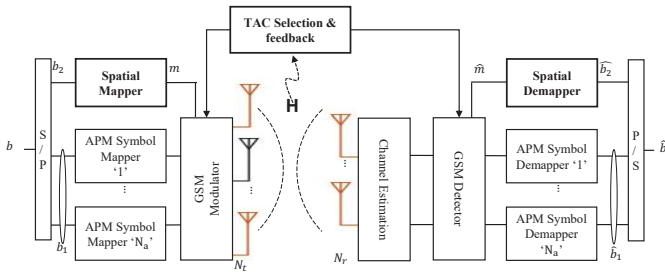 TAC Selection &
feedback
b₂
Spatial
Mapper
m
H
m̂
Spatial
Demapper
b̂₂
b
S
/
P
APM Symbol
Mapper
'1'
...
APM Symbol
Mapper 'Nₐ'
b₁
GSM
Modulator
...
Nₜ
...
Nᵣ
Channel Estimation
GSM Detector
APM Symbol
Demapper '1'
...
APM Symbol
Demapper
'Nₐ'
b̂₁
P
/
S
b̂